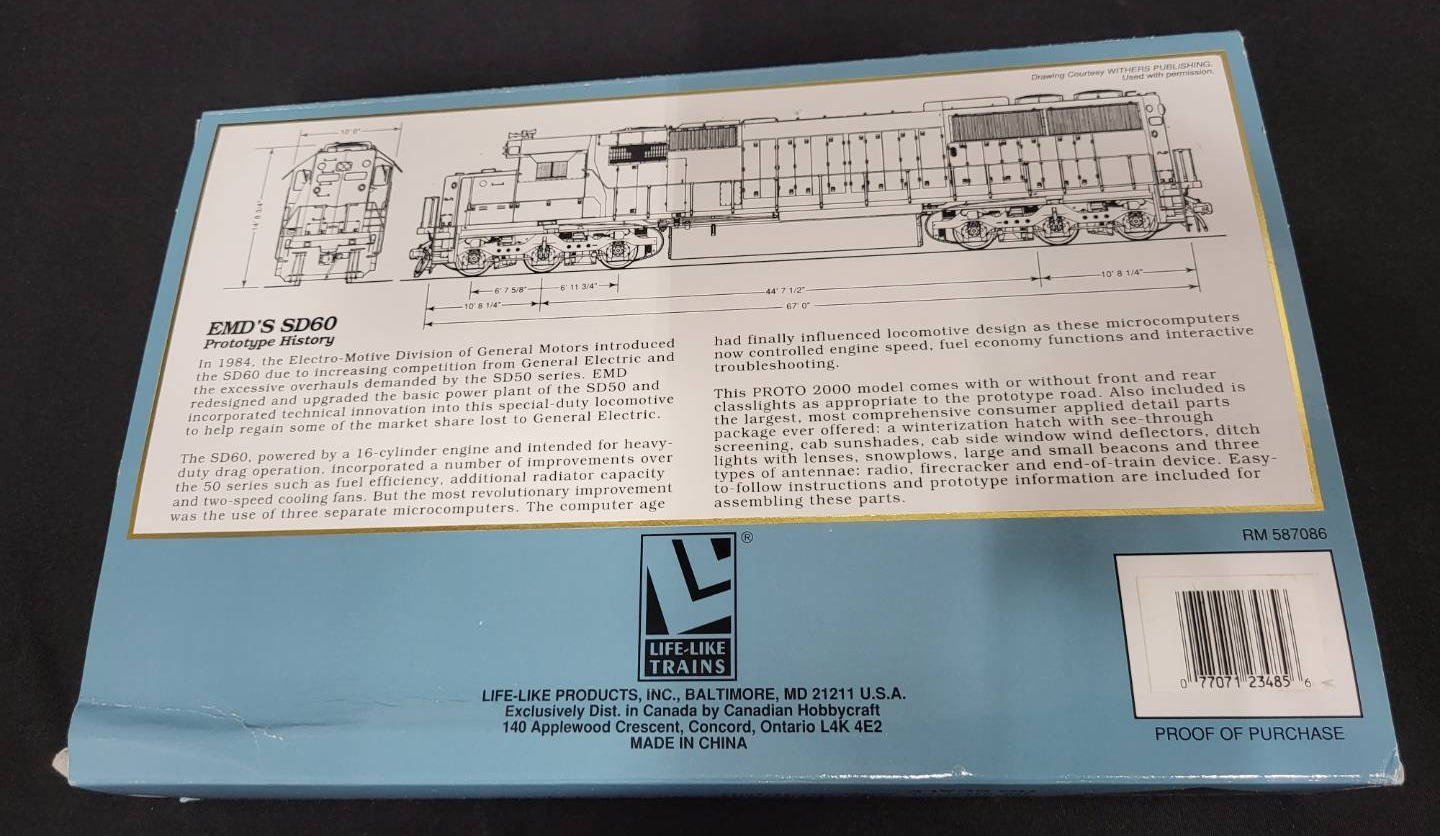 Drawing Courtesy WITHERS PUBLISHING.
Used with permission.
10' 0"
6' 7 5/8"
6' 11 3/4"
10' 8 1/4"
44' 7 1/2"
10' 8 1/4"
67' 0"
EMD'S SD60
Prototype History
In 1984, the Electro-Motive Division of General Motors introduced
the SD60 due to increasing competition from General Electric and
the excessive overhauls demanded by the SD50 series. EMD
redesigned and upgraded the basic power plant of the SD50 and
incorporated technical innovation into this special-duty locomotive
to help regain some of the market share lost to General Electric.
The SD60, powered by a 16-cylinder engine and intended for heavy-
duty drag operation, incorporated a number of improvements over
the 50 series such as fuel efficiency, additional radiator capacity
and two-speed cooling fans. But the most revolutionary improvement
was the use of three separate microcomputers. The computer age
had finally influenced locomotive design as these microcomputers
now controlled engine speed, fuel economy functions and interactive
troubleshooting.
This PROTO 2000 model comes with or without front and rear
classlights as appropriate to the prototype road. Also included is
the largest, most comprehensive consumer applied detail parts
package ever offered: a winterization hatch with see-through
screening, cab sunshades, cab side window wind deflectors, ditch
lights with lenses, snowplows, large and small beacons and three
types of antennae: radio, firecracker and end-of-train device. Easy-
to-follow instructions and prototype information are included for
assembling these parts.
RM 587086
®
LIFE-LIKE
TRAINS
LIFE-LIKE PRODUCTS, INC., BALTIMORE, MD 21211 U.S.A.
Exclusively Dist. in Canada by Canadian Hobbycraft
140 Applewood Crescent, Concord, Ontario L4K 4E2
MADE IN CHINA
0 77071 23485 6
PROOF OF PURCHASE